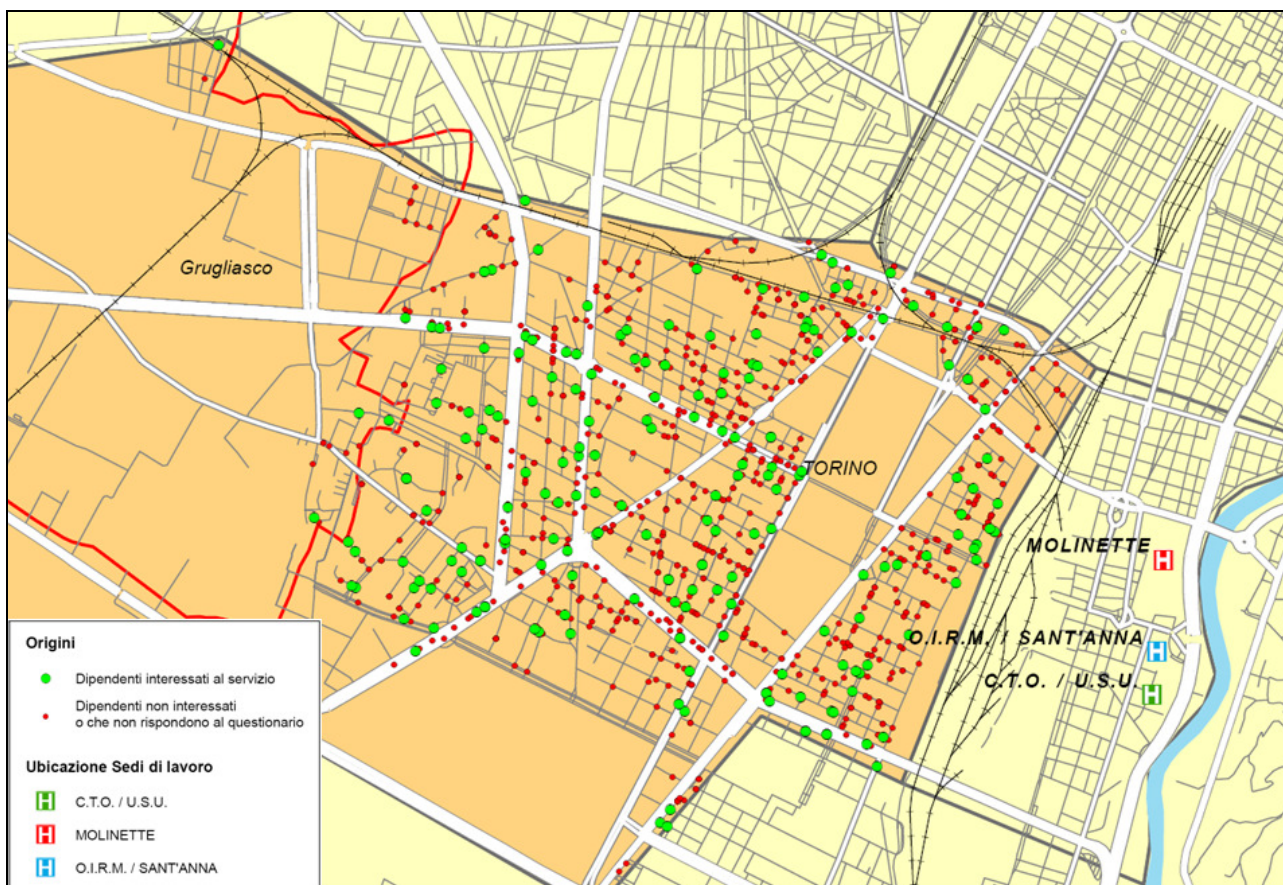 Grugliasco
TORINO
MOLINETTE
O.I.R.M. / SANT'ANNA
C.T.O. / U.S.U.
Origini
Dipendenti interessati al servizio
Dipendenti non interessati
o che non rispondono al questionario
Ubicazione Sedi di lavoro
H C.T.O. / U.S.U.
H MOLINETTE
H O.I.R.M. / SANT'ANNA
H
H
H